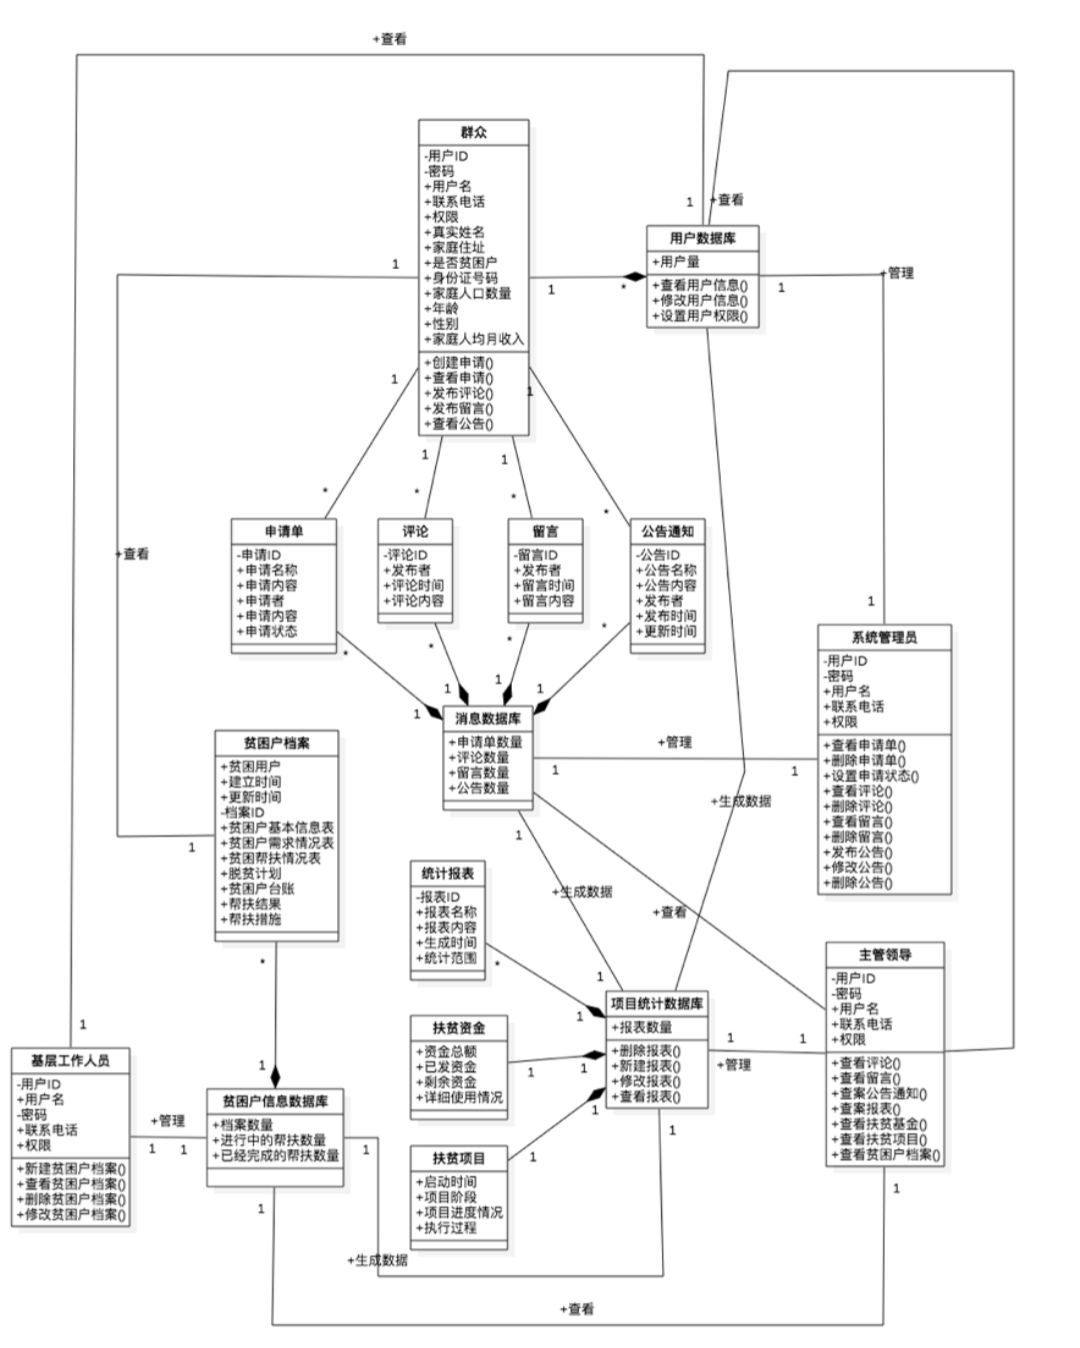 +查看
群众
-用户ID
-密码
+用户名
+联系电话
+权限
+真实姓名
+家庭住址
+是否贫困户
+身份证号码
+家庭人口数量
+年龄
+性别
+家庭人均月收入
+创建申请()
+查看申请()
+发布评论()
+发布留言()
+查看公告()
1
+查看
用户数据库
+用户量
+查看用户信息()
+修改用户信息()
+设置用户权限()
1
1
*
1
+管理
1
1
1
*
1
*
1
*
*
申请单
-申请ID
+申请名称
+申请内容
+申请者
+申请内容
+申请状态
评论
-评论ID
+发布者
+评论时间
+评论内容
留言
-留言ID
+发布者
+留言时间
+留言内容
公告通知
-公告ID
+公告名称
+公告内容
+发布者
+发布时间
+更新时间
+查看
1
系统管理员
-用户ID
-密码
+用户名
+联系电话
+权限
+查看申请单()
+删除申请单()
+设置申请状态()
+查看评论()
+删除评论()
+查看留言()
+删除留言()
+发布公告()
+修改公告()
+删除公告()
*
*
*
*
1
1
1
1
消息数据库
+申请单数量
+评论数量
+留言数量
+公告数量
+管理
1
1
贫困户档案
+贫困用户
+建立时间
+更新时间
-档案ID
+贫困户基本信息表
+贫困户需求情况表
+贫困帮扶情况表
+脱贫计划
+贫困户台账
+帮扶结果
+帮扶措施
1
+生成数据
1
+生成数据
+查看
统计报表
-报表ID
+报表名称
+报表内容
+生成时间
+统计范围
*
1
1
项目统计数据库
+报表数量
+删除报表()
+新建报表()
+修改报表()
+查看报表()
主管领导
-用户ID
-密码
+用户名
+联系电话
+权限
+查看评论()
+查看留言()
+查案公告通知()
+查案报表()
+查看扶贫基金()
+查看扶贫项目()
+查看贫困户档案()
1
1
+管理
扶贫资金
+资金总额
+已发资金
+剩余资金
+详细使用情况
1
1
1
1
扶贫项目
+启动时间
+项目阶段
+项目进度情况
+执行过程
1
*
1
1
基层工作人员
-用户ID
+用户名
-密码
+联系电话
+权限
+新建贫困户档案()
+查看贫困户档案()
+删除贫困户档案()
+修改贫困户档案()
+管理
1
1
贫困户信息数据库
+档案数量
+进行中的帮扶数量
+已经完成的帮扶数量
1
1
1
+生成数据
+查看